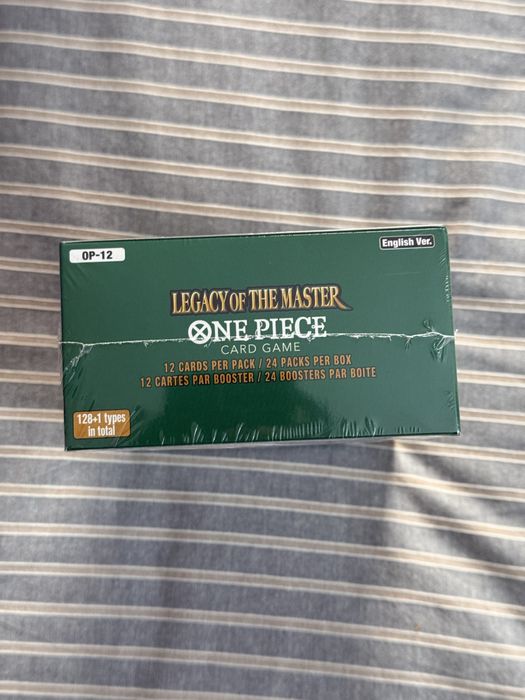 OP-12
English Ver.
LEGACY OF THE MASTER
ONE PIECE
CARD GAME
12 CARDS PER PACK / 24 PACKS PER BOX
12 CARTES PAR BOOSTER / 24 BOOSTERS PAR BOITE
128+1 types
in total